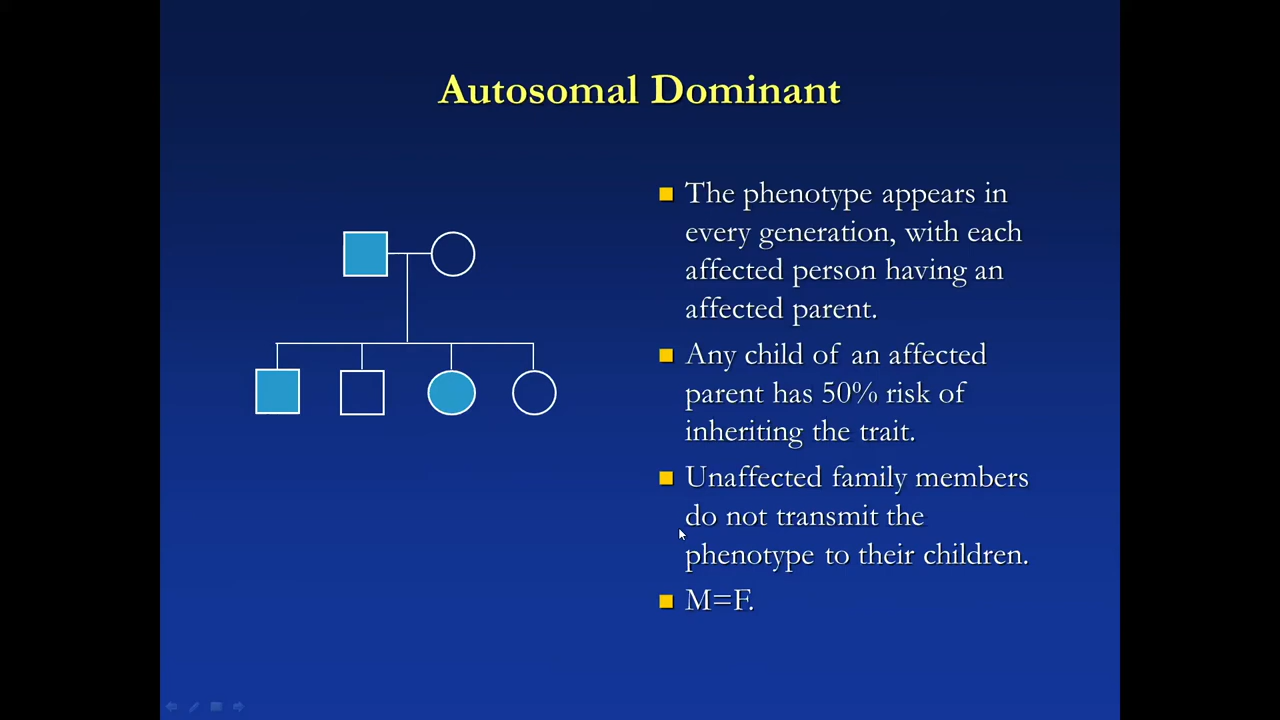 Autosomal Dominant
The phenotype appears in
every generation, with each
affected person having an
affected parent.
Any child of an affected
parent has 50% risk of
inheriting the trait.
Unaffected family members
do not transmit the
phenotype to their children.
M=F.